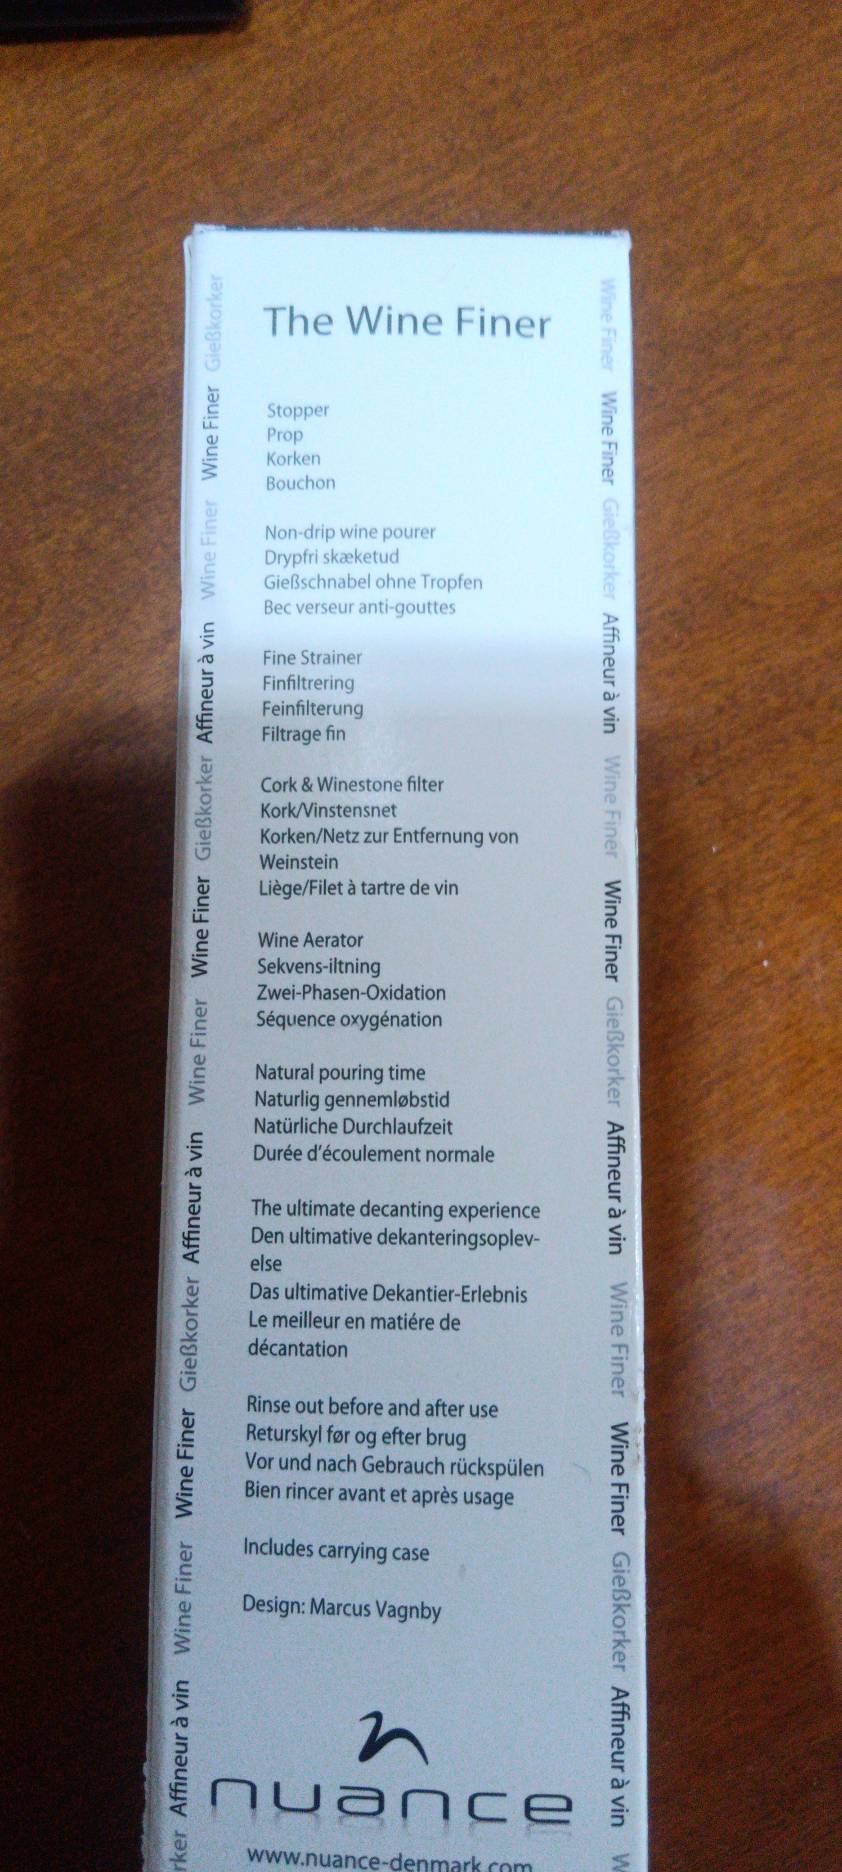 The Wine Finer
Stopper
Prop
Korken
Bouchon
Non-drip wine pourer
Drypfri skæketud
Gießschnabel ohne Tropfen
Bec verseur anti-gouttes
Fine Strainer
Finfiltrering
Feinfilterung
Filtrage fin
Cork & Winestone filter
Kork/Vinstensnet
Korken/Netz zur Entfernung von
Weinstein
Liège/Filet à tartre de vin
Wine Aerator
Sekvens-iltning
Zwei-Phasen-Oxidation
Séquence oxygénation
Natural pouring time
Naturlig gennemløbstid
Natürliche Durchlaufzeit
Durée d'écoulement normale
The ultimate decanting experience
Den ultimative dekanteringsoplev-
else
Das ultimative Dekantier-Erlebnis
Le meilleur en matiére de
décantation
Rinse out before and after use
Returskyl før og efter brug
Vor und nach Gebrauch rückspülen
Bien rincer avant et après usage
Includes carrying case
Design: Marcus Vagnby
nuance
www.nuance-denmark.com
rker Affineur à vin Wine Finer Wine Finer Gießkorker Affineur à vin Wine Finer Wine Finer Gießkorker Affineur à vin Wine Finer Wine Finer Gießkorker
Wine Finer Wine Finer Gießkorker Affineur à vin Wine Finer Wine Finer Gießkorker Affineur à vin Wine Finer Wine Finer Gießkorker Affineur à vin W